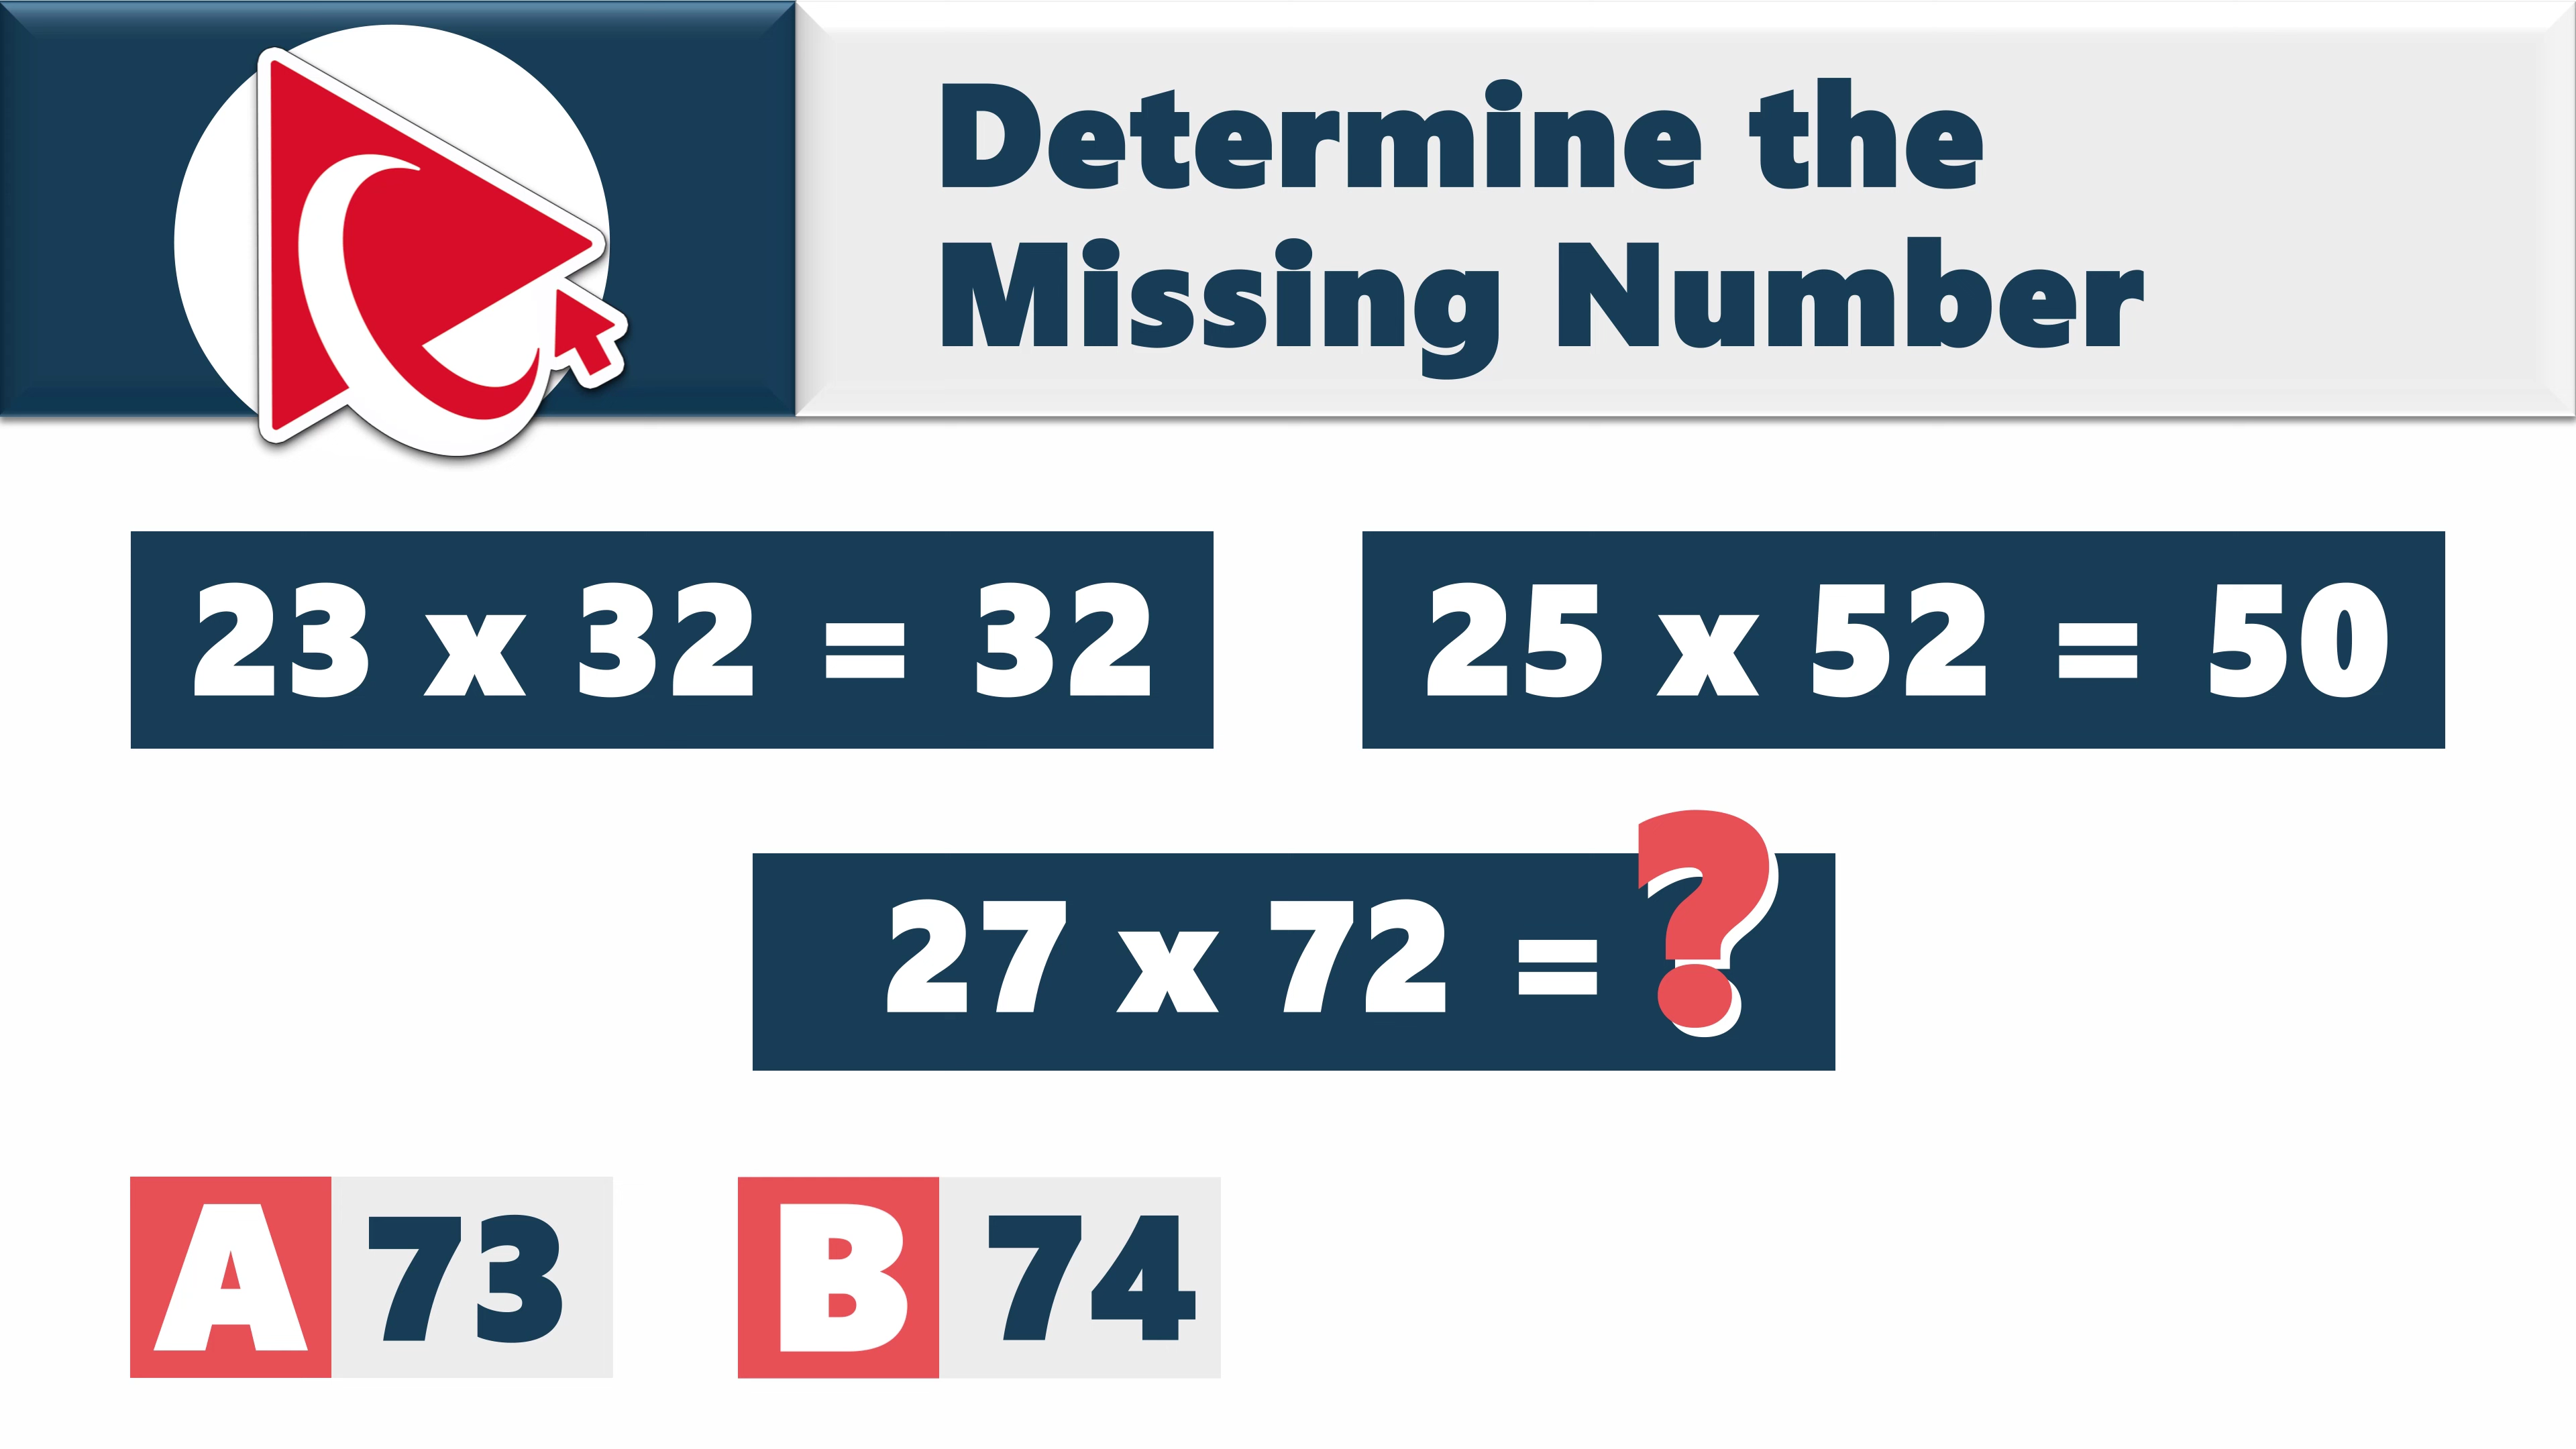 Determine the
Missing Number
23 x 32 = 32
25 x 52 = 50
27 x 72 = ?
A 73
B 74